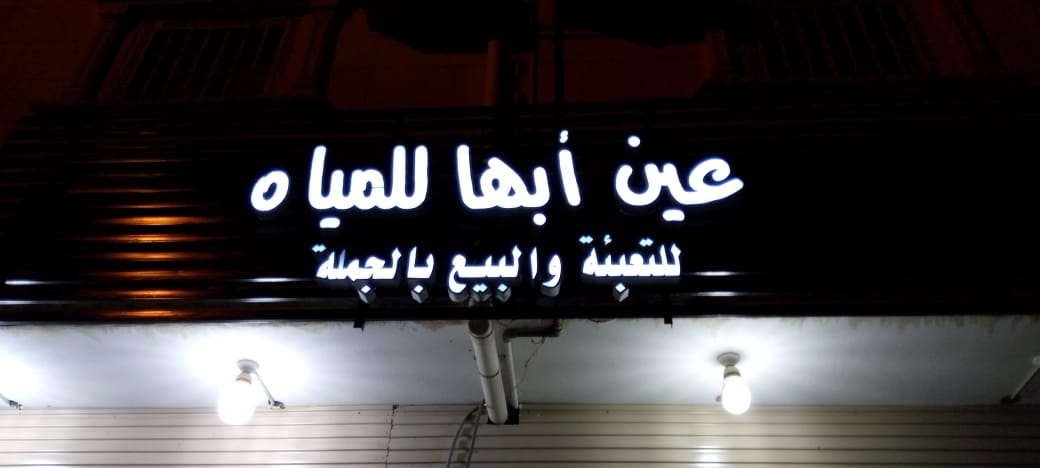 عين أبها للمياه
للتعبئة والبيع بالجملة